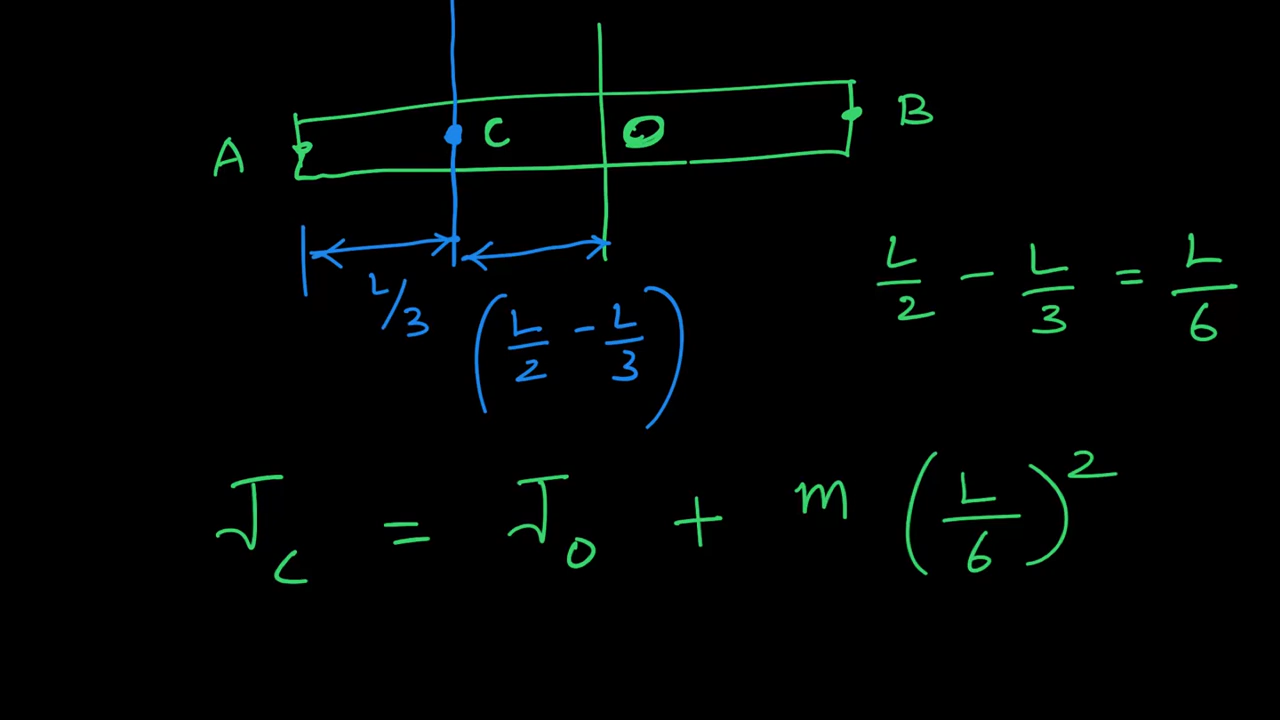 A C O B
L/3 (L/2 - L/3)
L/2 - L/3 = L/6
J_C = J_O + m (L/6)^2